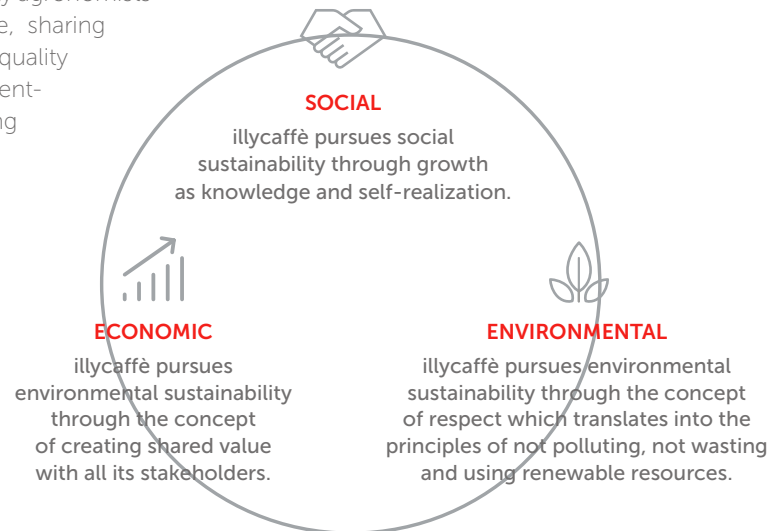 y agronomists
e, sharing
quality
ent-
ng
SOCIAL
illycaffè pursues social
sustainability through growth
as knowledge and self-realization.
ECONOMIC
illycaffè pursues
environmental sustainability
through the concept
of creating shared value
with all its stakeholders.
ENVIRONMENTAL
illycaffè pursues environmental
sustainability through the concept
of respect which translates into the
principles of not polluting, not wasting
and using renewable resources.